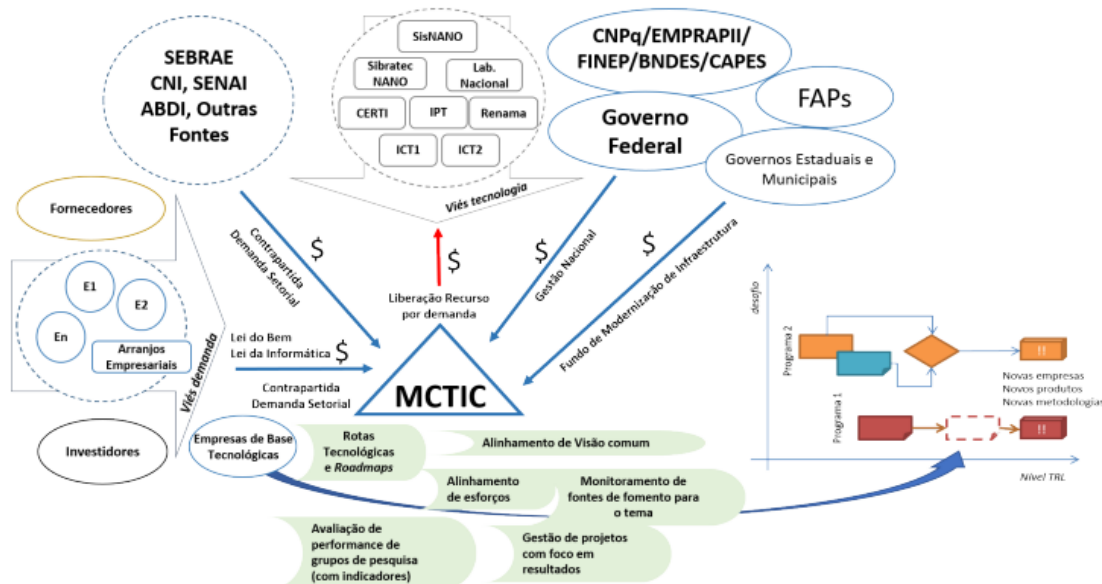 SEBRAE
CNI, SENAI
ABDI, Outras
Fontes
SisNANO
Sibratec
NANO
Lab.
Nacional
CERTI
IPT
Renama
ICT1
ICT2
Viés tecnologia
CNPq/EMPRAPII/
FINEP/BNDES/CAPES
FAPs
Governo
Federal
Governos Estaduais e
Municipais
Fornecedores
E1
E2
En
Arranjos
Empresariais
Viés demanda
Investidores
$
Contrapartida
Demanda Setorial
$
Liberação Recurso
por demanda
$
Gestão Nacional
$
Fundo de Modernização de Infraestrutura
Lei do Bem
Lei da Informática
$
Contrapartida
Demanda Setorial
MCTIC
Empresas de Base
Tecnológicas
Rotas
Tecnológicas
e Roadmaps
Alinhamento de Visão comum
Alinhamento
de esforços
Monitoramento de
fontes de fomento para
o tema
Avaliação de
performance de
grupos de pesquisa
(com indicadores)
Gestão de projetos
com foco em
resultados
desafio
Programa 2
!!
Novas empresas
Novos produtos
Novas metodologias
Programa 1
!!
Nível TRL